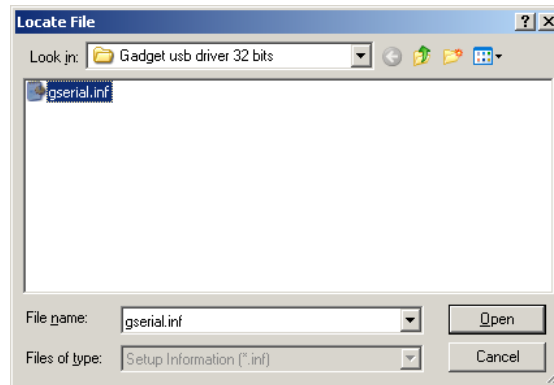 Locate File
Look in: Gadget usb driver 32 bits
gserial.inf
File name: gserial.inf Open
Files of type: Setup Information (*.inf) Cancel